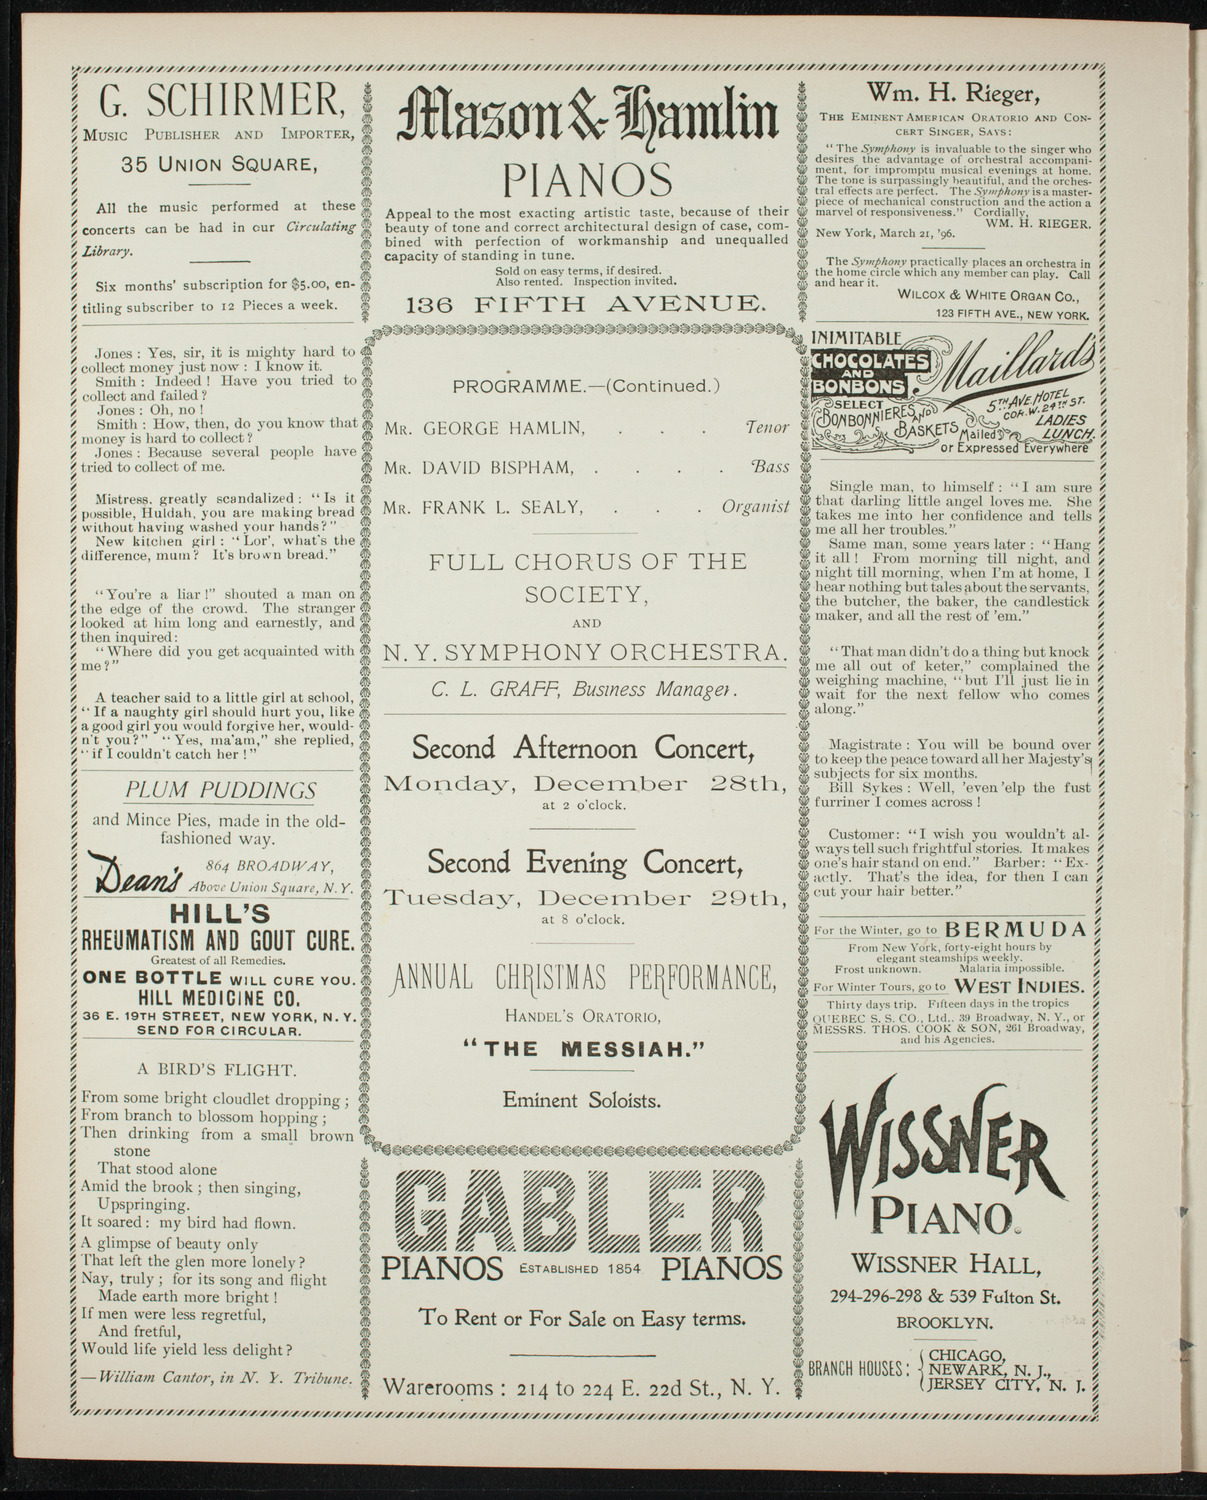 G. SCHIRMER,
MUSIC PUBLISHER AND IMPORTER,
35 UNION SQUARE,
All the music performed at these
concerts can be had in our Circulating
Library.
Six months' subscription for $5.00, en-
titling subscriber to 12 Pieces a week.
Jones : Yes, sir, it is mighty hard to
collect money just now : I know it.
Smith : Indeed ! Have you tried to
collect and failed ?
Jones : Oh, no !
Smith : How, then, do you know that
money is hard to collect ?
Jones : Because several people have
tried to collect of me.
Mistress, greatly scandalized : “ Is it
possible, Huldah, you are making bread
without having washed your hands ? ”
New kitchen girl : “ Lor’, what’s the
difference, mum ? It’s brown bread.”
“ You’re a liar !” shouted a man on
the edge of the crowd. The stranger
looked at him long and earnestly, and
then inquired :
“ Where did you get acquainted with
me ? ”
A teacher said to a little girl at school,
“ If a naughty girl should hurt you, like
a good girl you would forgive her, would-
n’t you ? ” “ Yes, ma’am,” she replied,
“ if I couldn’t catch her ! ”
PLUM PUDDINGS
and Mince Pies, made in the old-
fashioned way.
Dean's 864 BROADWAY,
Above Union Square, N. Y.
HILL'S
RHEUMATISM AND GOUT CURE.
Greatest of all Remedies.
ONE BOTTLE WILL CURE YOU.
HILL MEDICINE CO.
36 E. 19TH STREET, NEW YORK, N. Y.
SEND FOR CIRCULAR.
A BIRD'S FLIGHT.
From some bright cloudlet dropping ;
From branch to blossom hopping ;
Then drinking from a small brown
stone
That stood alone
Amid the brook ; then singing,
Upspringing.
It soared : my bird had flown.
A glimpse of beauty only
That left the glen more lonely ?
Nay, truly ; for its song and flight
Made earth more bright !
If men were less regretful,
And fretful,
Would life yield less delight ?
—William Cantor, in N. Y. Tribune.
Mason & Hamlin
PIANOS
Appeal to the most exacting artistic taste, because of their
beauty of tone and correct architectural design of case, com-
bined with perfection of workmanship and unequalled
capacity of standing in tune.
Sold on easy terms, if desired.
Also rented. Inspection invited.
136 FIFTH AVENUE.
PROGRAMME.—(Continued.)
MR. GEORGE HAMLIN, . . . Tenor
MR. DAVID BISPHAM, . . . . Bass
MR. FRANK L. SEALY, . . . Organist
FULL CHORUS OF THE
SOCIETY,
AND
N. Y. SYMPHONY ORCHESTRA.
C. L. GRAFF, Business Manager.
Second Afternoon Concert,
Monday, December 28th,
at 2 o'clock.
Second Evening Concert,
Tuesday, December 29th,
at 8 o'clock.
ANNUAL CHRISTMAS PERFORMANCE,
HANDEL'S ORATORIO,
“THE MESSIAH.”
Eminent Soloists.
GABLER
PIANOS ESTABLISHED 1854 PIANOS
To Rent or For Sale on Easy terms.
Warerooms : 214 to 224 E. 22d St., N. Y.
Wm. H. Rieger,
THE EMINENT AMERICAN ORATORIO AND CON-
CERT SINGER, SAYS :
“ The Symphony is invaluable to the singer who
desires the advantage of orchestral accompani-
ment, for impromptu musical evenings at home.
The tone is surpassingly beautiful, and the orches-
tral effects are perfect. The Symphony is a master-
piece of mechanical construction and the action a
marvel of responsiveness.” Cordially,
WM. H. RIEGER.
New York, March 21, '96.
The Symphony practically places an orchestra in
the home circle which any member can play. Call
and hear it.
WILCOX & WHITE ORGAN CO.,
123 FIFTH AVE., NEW YORK.
INIMITABLE
CHOCOLATES
AND
BONBONS
Maillards
SELECT
BONBONNIERES AND
BASKETS
5TH AVE. HOTEL
COR. W. 24TH ST.
LADIES
LUNCH.
Mailed
or Expressed Everywhere
Single man, to himself : “ I am sure
that darling little angel loves me. She
takes me into her confidence and tells
me all her troubles.”
Same man, some years later : “ Hang
it all ! From morning till night, and
night till morning, when I’m at home, I
hear nothing but tales about the servants,
the butcher, the baker, the candlestick
maker, and all the rest of ’em.”
“ That man didn’t do a thing but knock
me all out of keter,” complained the
weighing machine, “ but I’ll just lie in
wait for the next fellow who comes
along.”
Magistrate : You will be bound over
to keep the peace toward all her Majesty’s
subjects for six months.
Bill Sykes : Well, ’even ’elp the fust
furriner I comes across !
Customer : “ I wish you wouldn’t al-
ways tell such frightful stories. It makes
one’s hair stand on end.” Barber : “ Ex-
actly. That’s the idea, for then I can
cut your hair better.”
For the Winter, go to BERMUDA
From New York, forty-eight hours by
elegant steamships weekly.
Frost unknown. Malaria impossible.
For Winter Tours, go to WEST INDIES.
Thirty days trip. Fifteen days in the tropics
QUEBEC S. S. CO., Ltd., 39 Broadway, N. Y., or
MESSRS. THOS. COOK & SON, 261 Broadway,
and his Agencies.
WISSNER
PIANO.
WISSNER HALL,
294-296-298 & 539 Fulton St.
BROOKLYN.
BRANCH HOUSES : CHICAGO,
NEWARK, N. J.,
JERSEY CITY, N. J.